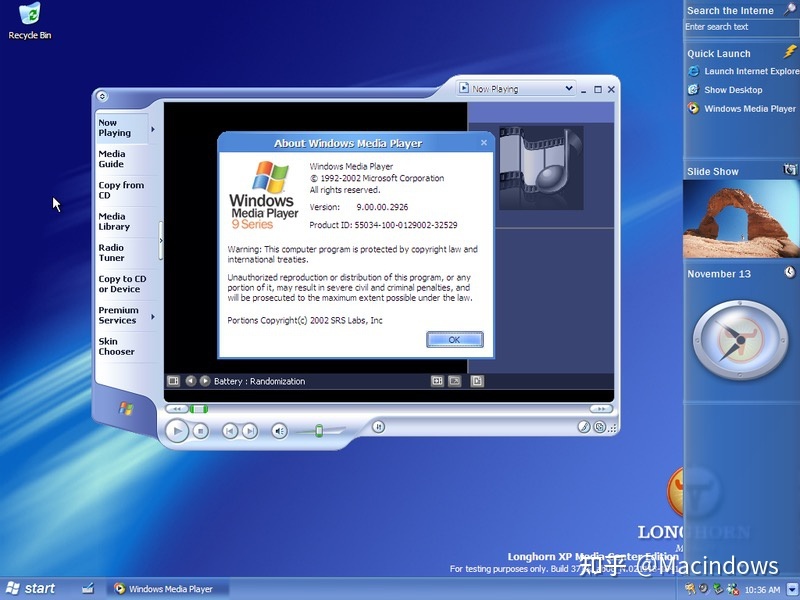 Recycle Bin
Search the Interne
Enter search text
Quick Launch
Launch Internet Explore
Show Desktop
Windows Media Player
Slide Show
November 13
Now Playing
Now
Playing
Media
Guide
Copy from
CD
Media
Library
Radio
Tuner
Copy to CD
or Device
Premium
Services
Skin
Chooser
About Windows Media Player
Windows
Media Player
9 Series
Windows Media Player
© 1992-2002 Microsoft Corporation
All rights reserved.
Version: 9.00.00.2926
Product ID: 55034-100-0129002-32529
Warning: This computer program is protected by copyright law and
international treaties.
Unauthorized reproduction or distribution of this program, or any
portion of it, may result in severe civil and criminal penalties, and
will be prosecuted to the maximum extent possible under the law.
Portions Copyright(c) 2002 SRS Labs, Inc
OK
Battery : Randomization
LONGHORN
Longhorn XP Media Center Edition
For testing purposes only. Build
知乎 @Macindows
start
Windows Media Player
10:36 AM